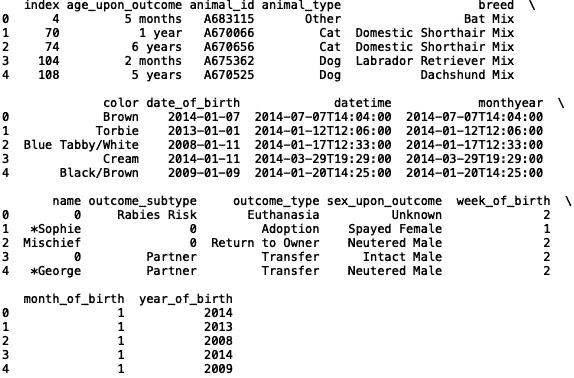 index age_upon_outcome animal_id animal_type breed \
0 4 5 months A683115 Other Bat Mix
1 70 1 year A670066 Cat Domestic Shorthair Mix
2 74 6 years A670656 Cat Domestic Shorthair Mix
3 104 2 months A675362 Dog Labrador Retriever Mix
4 108 5 years A670525 Dog Dachshund Mix
color date_of_birth datetime monthyear \
0 Brown 2014-01-07 2014-07-07T14:04:00 2014-07-07T14:04:00
1 Torbie 2013-01-01 2014-01-12T12:06:00 2014-01-12T12:06:00
2 Blue Tabby/White 2008-01-11 2014-01-17T12:33:00 2014-01-17T12:33:00
3 Cream 2014-01-11 2014-03-29T19:29:00 2014-03-29T19:29:00
4 Black/Brown 2009-01-09 2014-01-20T14:25:00 2014-01-20T14:25:00
name outcome_subtype outcome_type sex_upon_outcome week_of_birth \
0 0 Rabies Risk Euthanasia Unknown 2
1 *Sophie 0 Adoption Spayed Female 1
2 Mischief 0 Return to Owner Neutered Male 2
3 0 Partner Transfer Intact Male 2
4 *George Partner Transfer Neutered Male 2
month_of_birth year_of_birth
0 1 2014
1 1 2013
2 1 2008
3 1 2014
4 1 2009